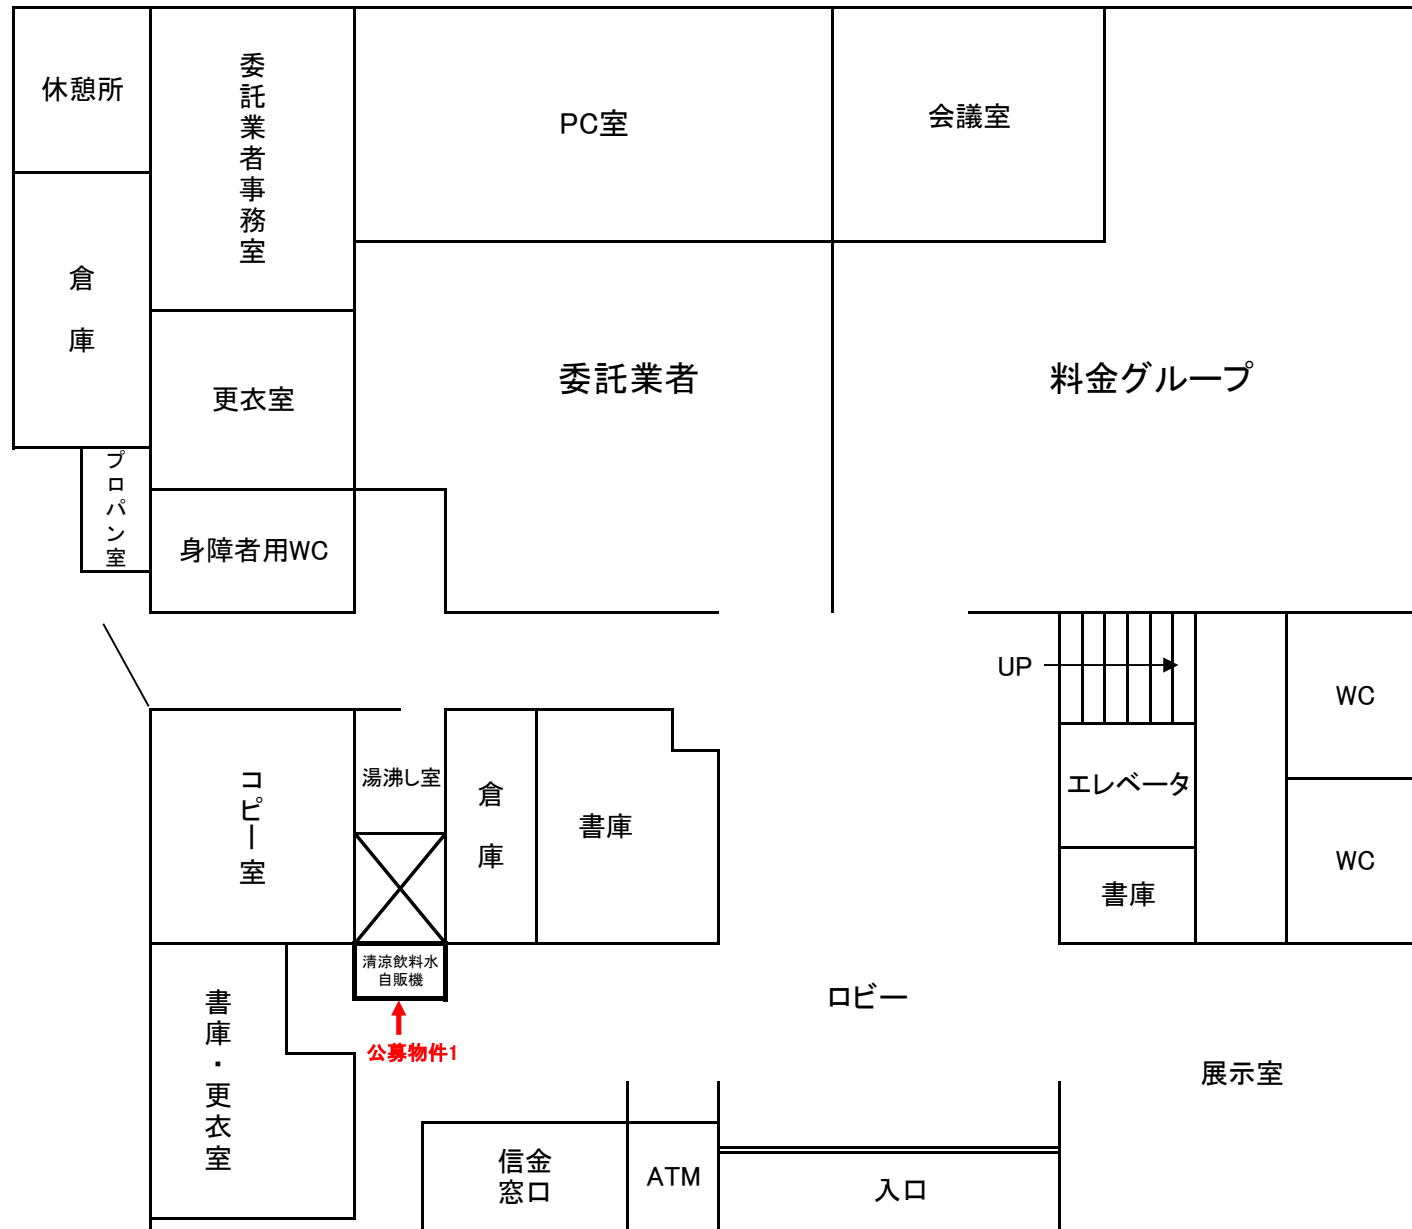 休憩所
委託業者事務室
PC室
会議室
倉庫
更衣室
委託業者
料金グループ
プロパン室
身障者用WC
UP
WC
コピー室
湯沸し室
倉庫
書庫
エレベータ
WC
書庫
清涼飲料水
自販機
公募物件1
ロビー
書庫・更衣室
展示室
信金
窓口
ATM
入口